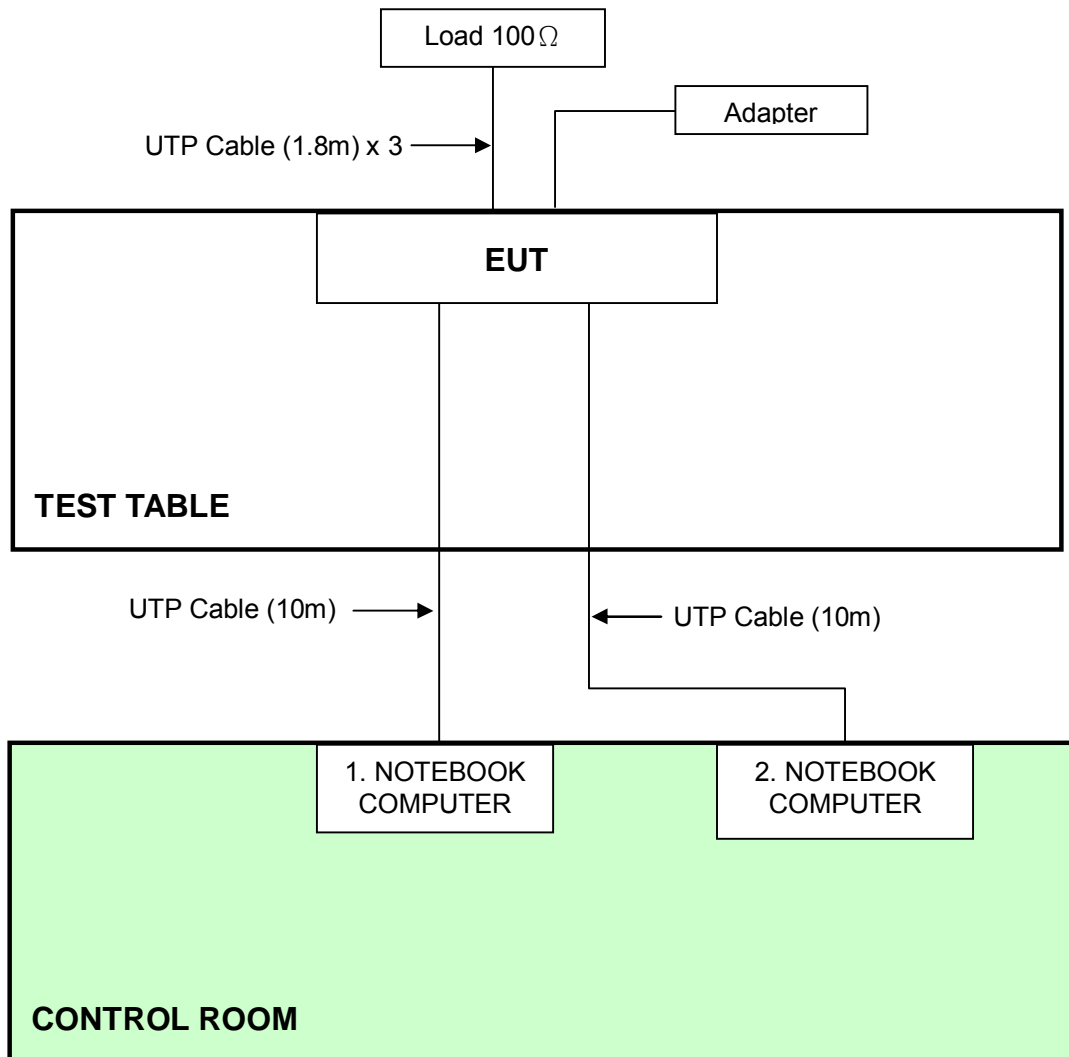 Load 100Ω
Adapter
UTP Cable (1.8m) x 3
EUT
TEST TABLE
UTP Cable (10m)
UTP Cable (10m)
1. NOTEBOOK
COMPUTER
2. NOTEBOOK
COMPUTER
CONTROL ROOM